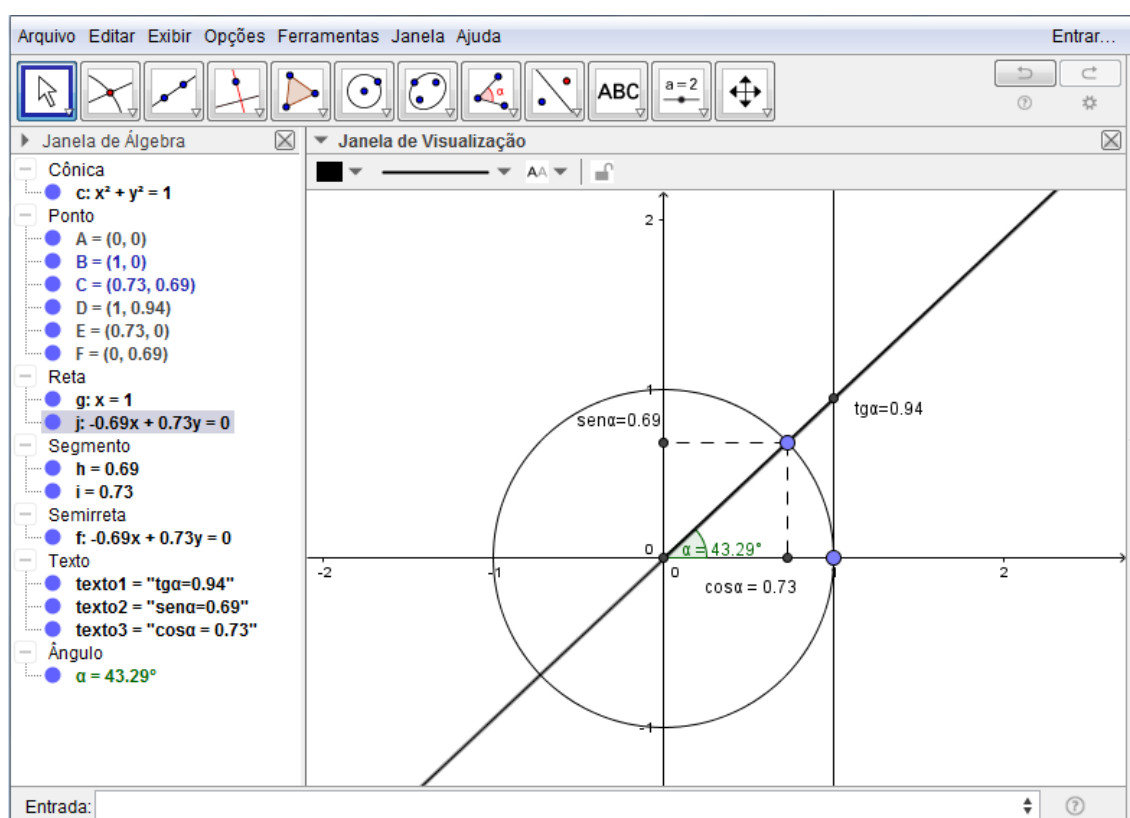 Arquivo Editar Exibir Opções Ferramentas Janela Ajuda Entrar...
ABC a=2
α
Janela de Álgebra
Cônica
c: x² + y² = 1
Ponto
A = (0, 0)
B = (1, 0)
C = (0.73, 0.69)
D = (1, 0.94)
E = (0.73, 0)
F = (0, 0.69)
Reta
g: x = 1
j: -0.69x + 0.73y = 0
Segmento
h = 0.69
i = 0.73
Semirreta
f: -0.69x + 0.73y = 0
Texto
texto1 = "tgα=0.94"
texto2 = "senα=0.69"
texto3 = "cosα = 0.73"
Ângulo
α = 43.29°
Janela de Visualização
AA
2
1
senα=0.69
tgα=0.94
0
α = 43.29°
-2 -1 0 1 2
cosα = 0.73
-1
Entrada: